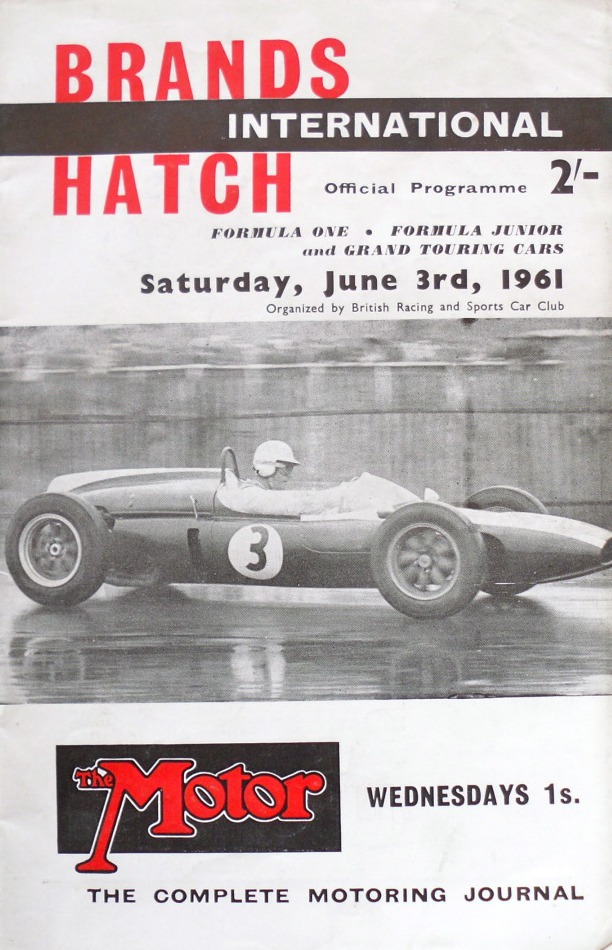 BRANDS
INTERNATIONAL
HATCH
Official Programme 2/-
FORMULA ONE • FORMULA JUNIOR
and GRAND TOURING CARS
Saturday, June 3rd, 1961
Organized by British Racing and Sports Car Club
3
The Motor
WEDNESDAYS 1s.
THE COMPLETE MOTORING JOURNAL